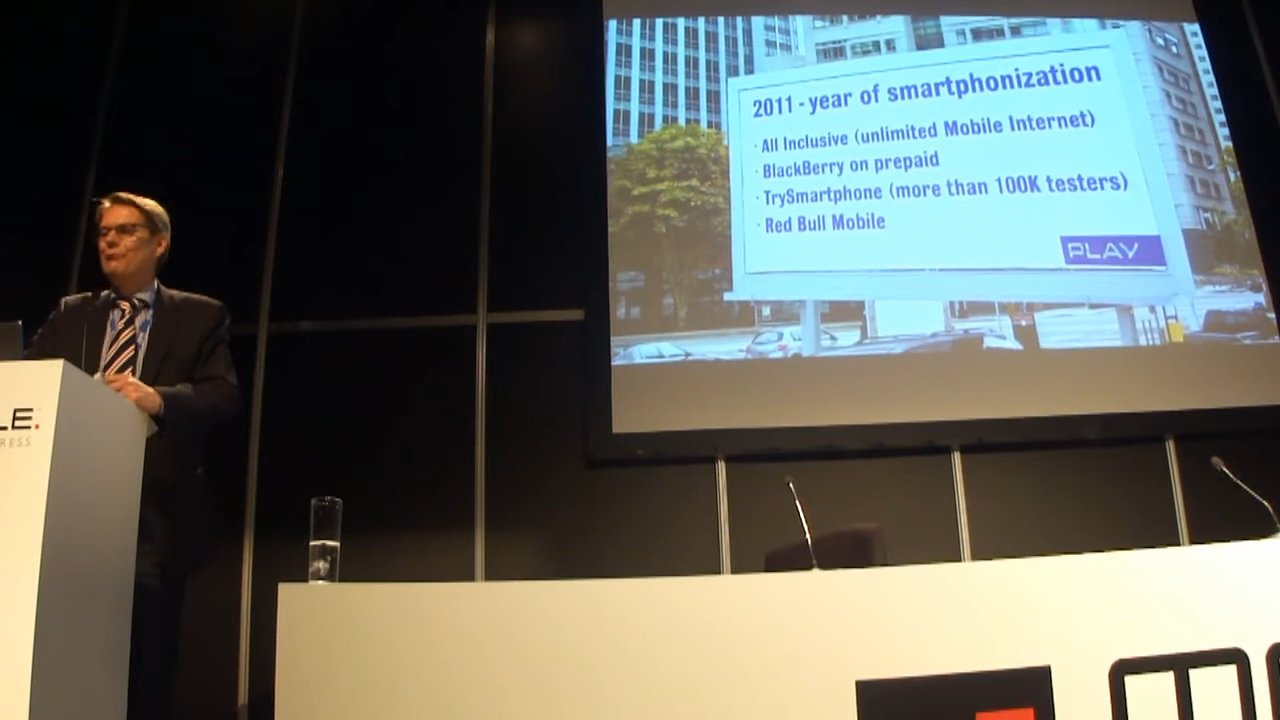 2011 - year of smartphonization
· All Inclusive (unlimited Mobile Internet)
· BlackBerry on prepaid
· TrySmartphone (more than 100K testers)
· Red Bull Mobile
PLAY
LE.
RESS